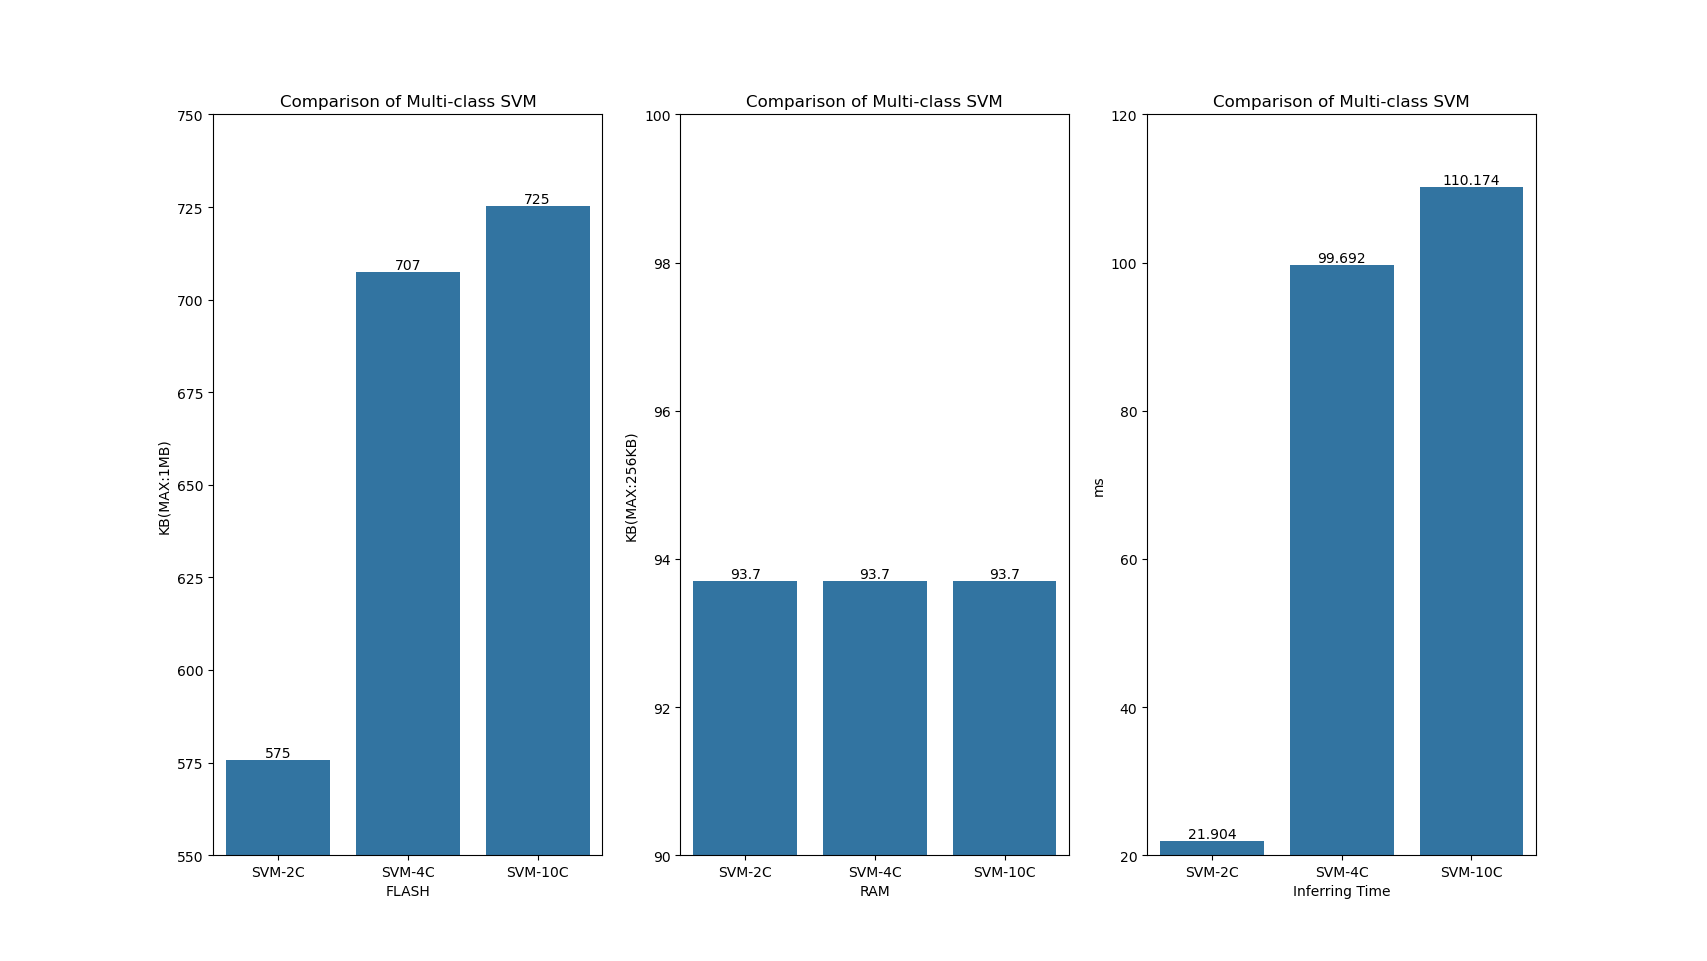 Comparison of Multi-class SVM
750
725
700
675
650
625
600
575
550
KB(MAX:1MB)
575
707
725
SVM-2C SVM-4C SVM-10C
FLASH
Comparison of Multi-class SVM
100
98
96
94
92
90
KB(MAX:256KB)
93.7 93.7 93.7
SVM-2C SVM-4C SVM-10C
RAM
Comparison of Multi-class SVM
120
100
80
60
40
20
ms
21.904
99.692
110.174
SVM-2C SVM-4C SVM-10C
Inferring Time